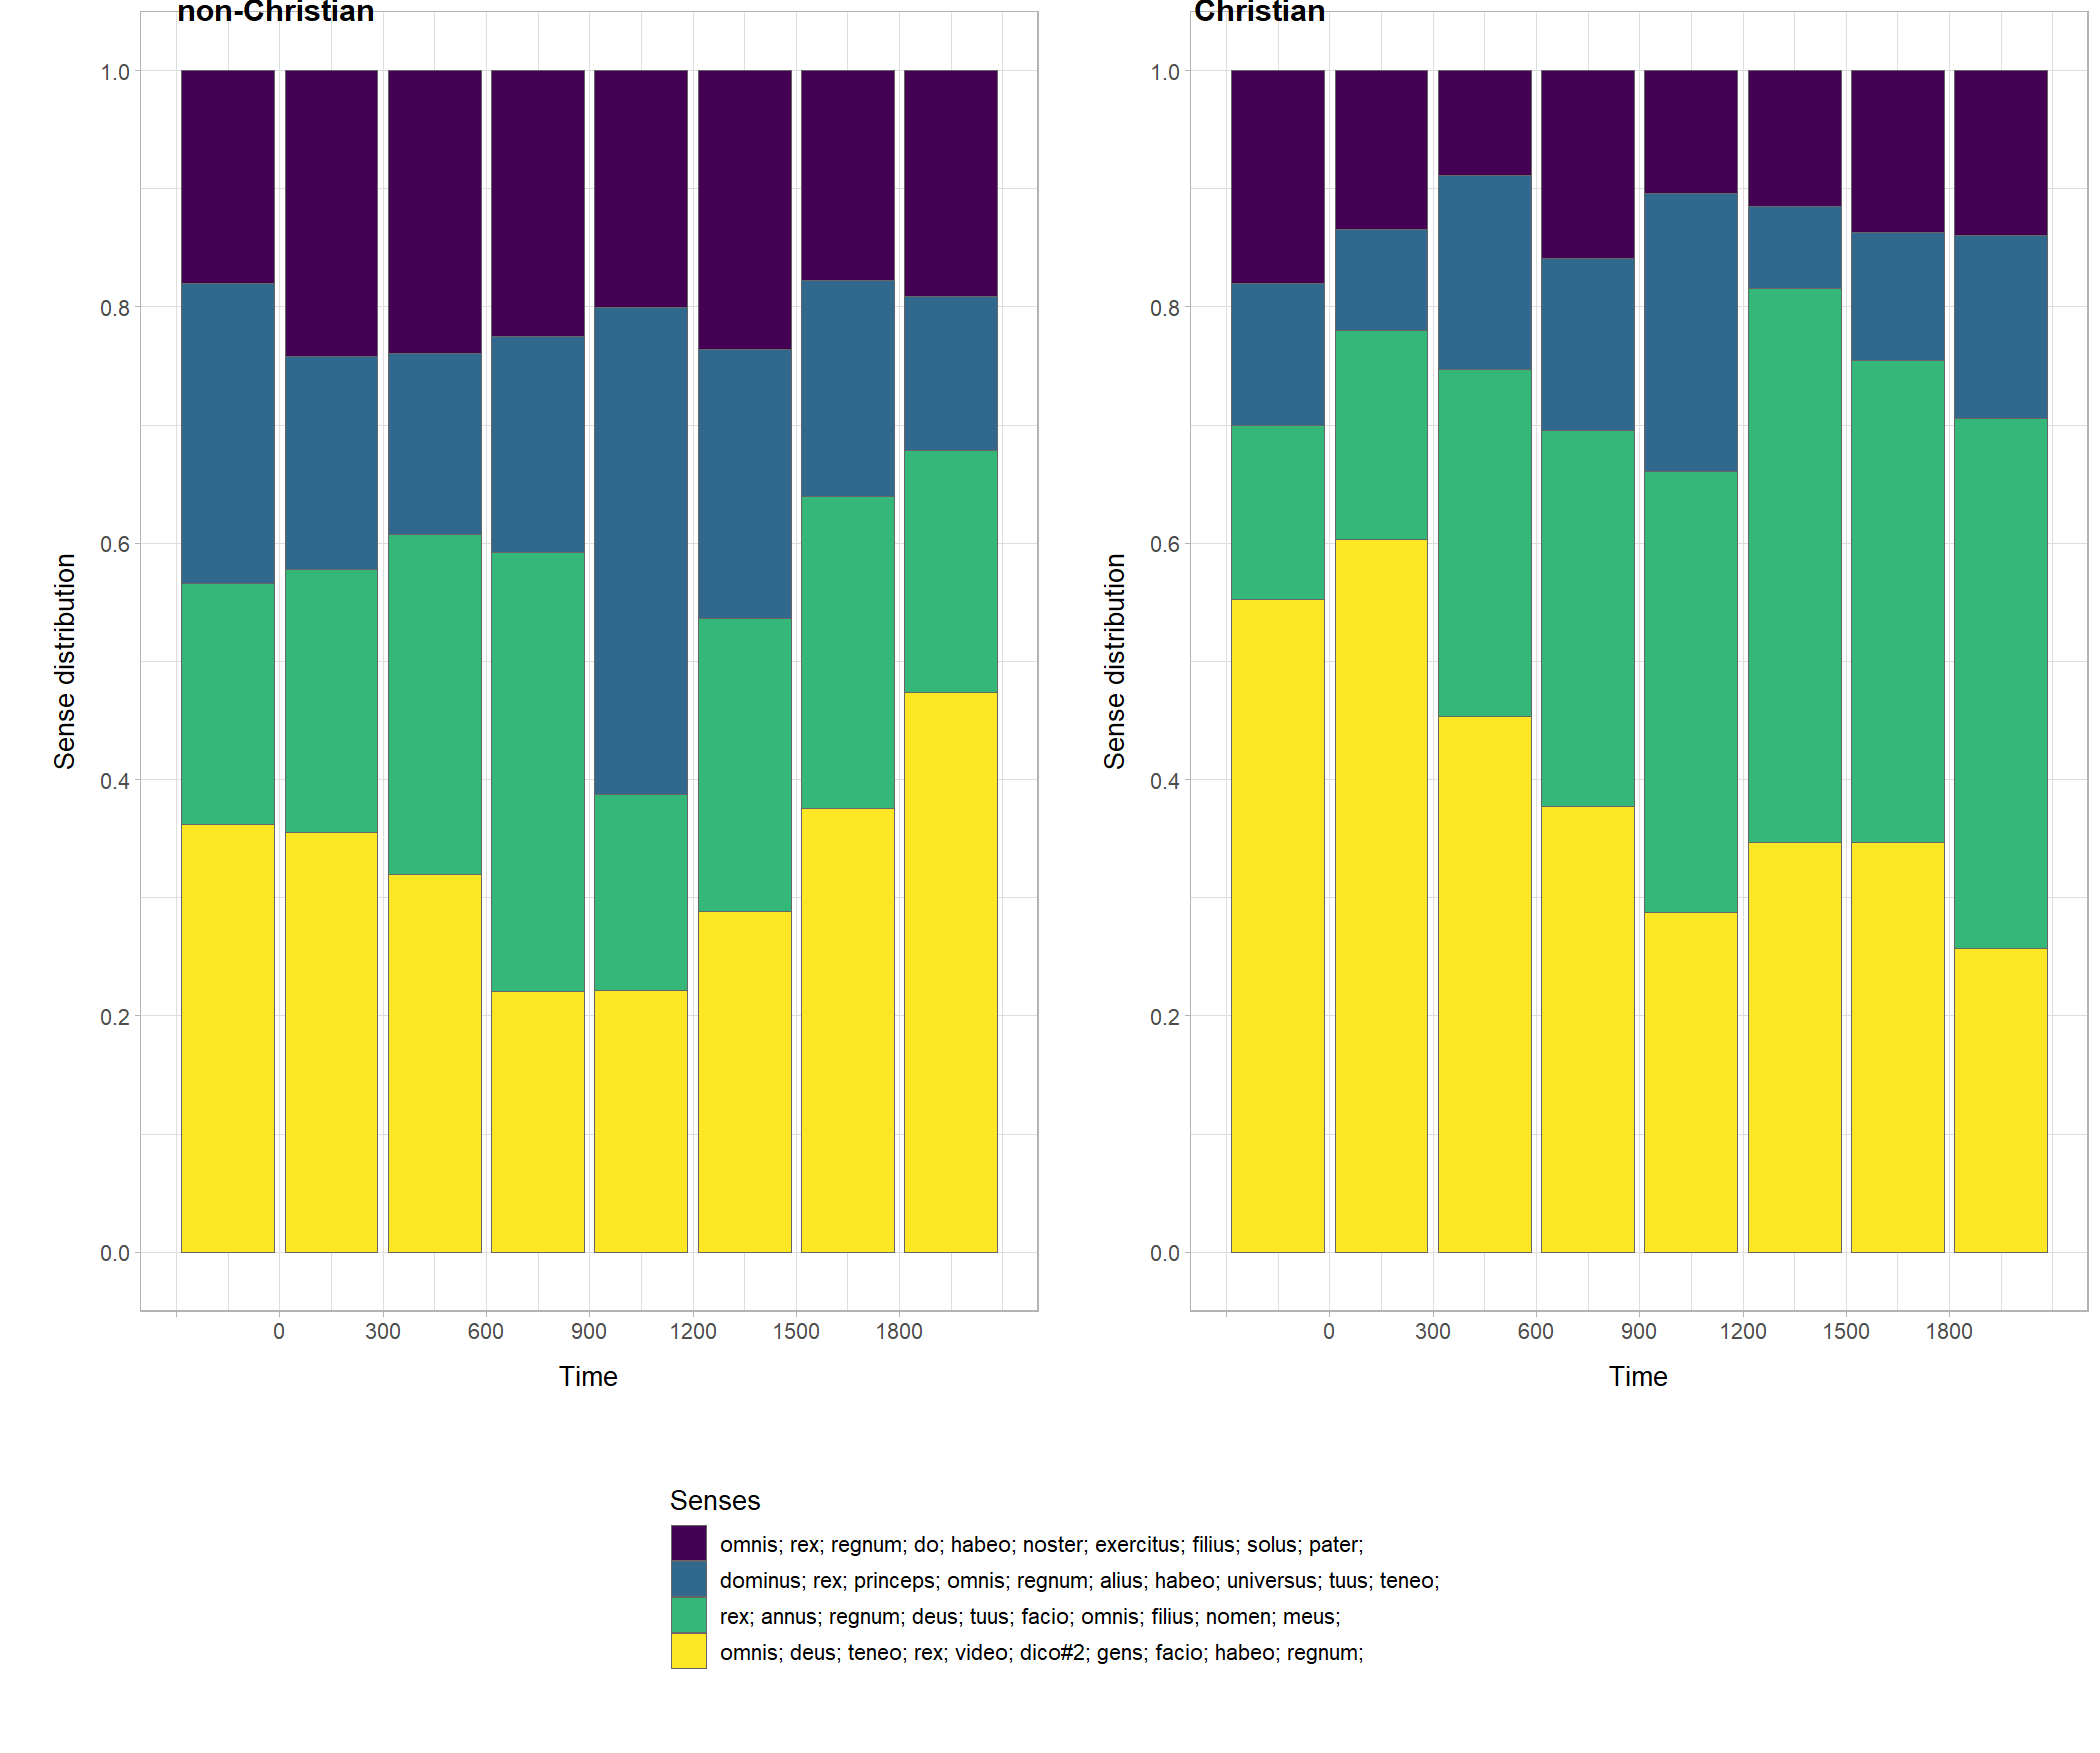 non-Christian
Christian
1.0
0.8
0.6
0.4
0.2
0.0
Sense distribution
0 300 600 900 1200 1500 1800
Time
1.0
0.8
0.6
0.4
0.2
0.0
Sense distribution
0 300 600 900 1200 1500 1800
Time
Senses
omnis; rex; regnum; do; habeo; noster; exercitus; filius; solus; pater;
dominus; rex; princeps; omnis; regnum; alius; habeo; universus; tuus; teneo;
rex; annus; regnum; deus; tuus; facio; omnis; filius; nomen; meus;
omnis; deus; teneo; rex; video; dico#2; gens; facio; habeo; regnum;